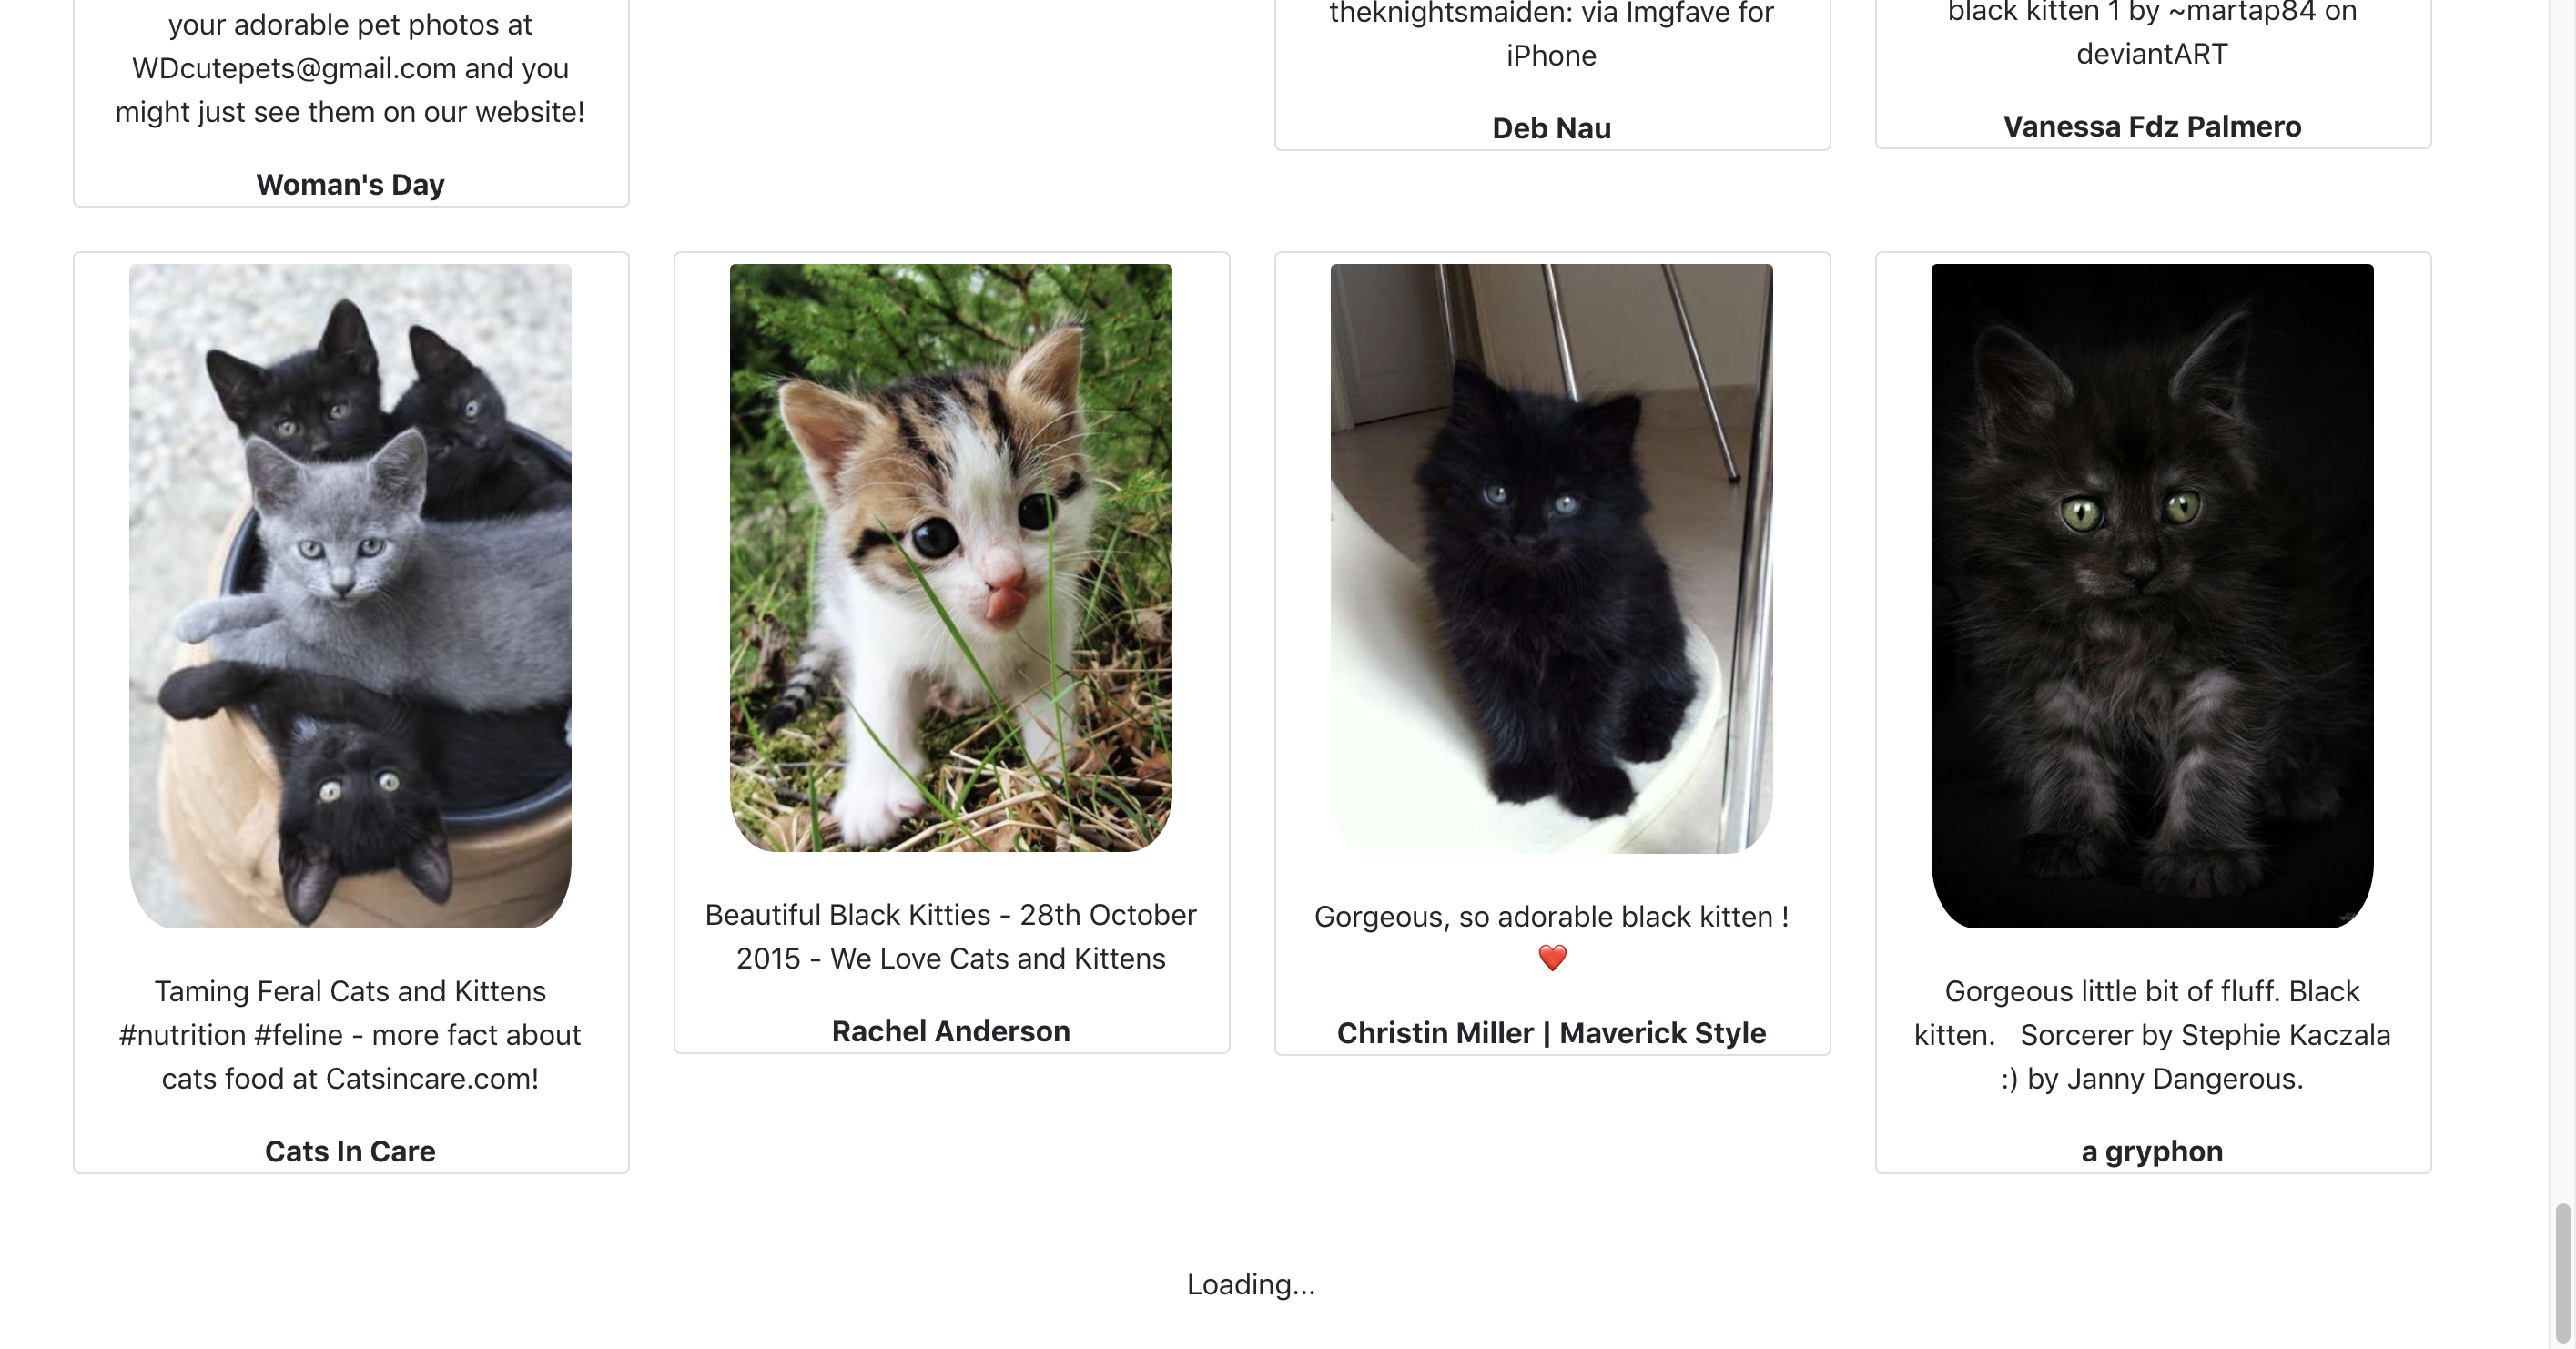 your adorable pet photos at
WDcutepets@gmail.com and you
might just see them on our website!
Woman's Day
theknightsmaiden: via Imgfave for
iPhone
Deb Nau
black kitten 1 by ~martap84 on
deviantART
Vanessa Fdz Palmero
Taming Feral Cats and Kittens
#nutrition #feline - more fact about
cats food at Catsincare.com!
Cats In Care
Beautiful Black Kitties - 28th October
2015 - We Love Cats and Kittens
Rachel Anderson
Gorgeous, so adorable black kitten !
❤️
Christin Miller | Maverick Style
Gorgeous little bit of fluff. Black
kitten.   Sorcerer by Stephie Kaczala
:) by Janny Dangerous.
a gryphon
Loading...